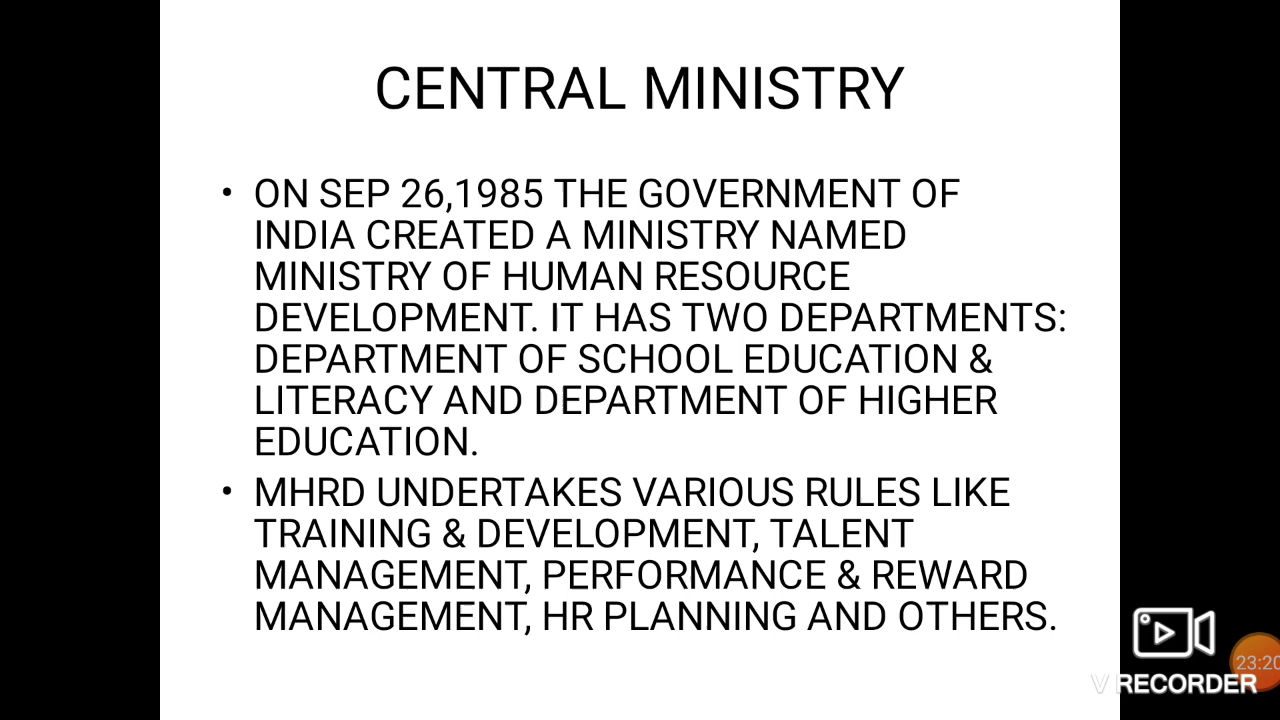 CENTRAL MINISTRY
• ON SEP 26,1985 THE GOVERNMENT OF
INDIA CREATED A MINISTRY NAMED
MINISTRY OF HUMAN RESOURCE
DEVELOPMENT. IT HAS TWO DEPARTMENTS:
DEPARTMENT OF SCHOOL EDUCATION &
LITERACY AND DEPARTMENT OF HIGHER
EDUCATION.
• MHRD UNDERTAKES VARIOUS RULES LIKE
TRAINING & DEVELOPMENT, TALENT
MANAGEMENT, PERFORMANCE & REWARD
MANAGEMENT, HR PLANNING AND OTHERS.
23:20
V RECORDER